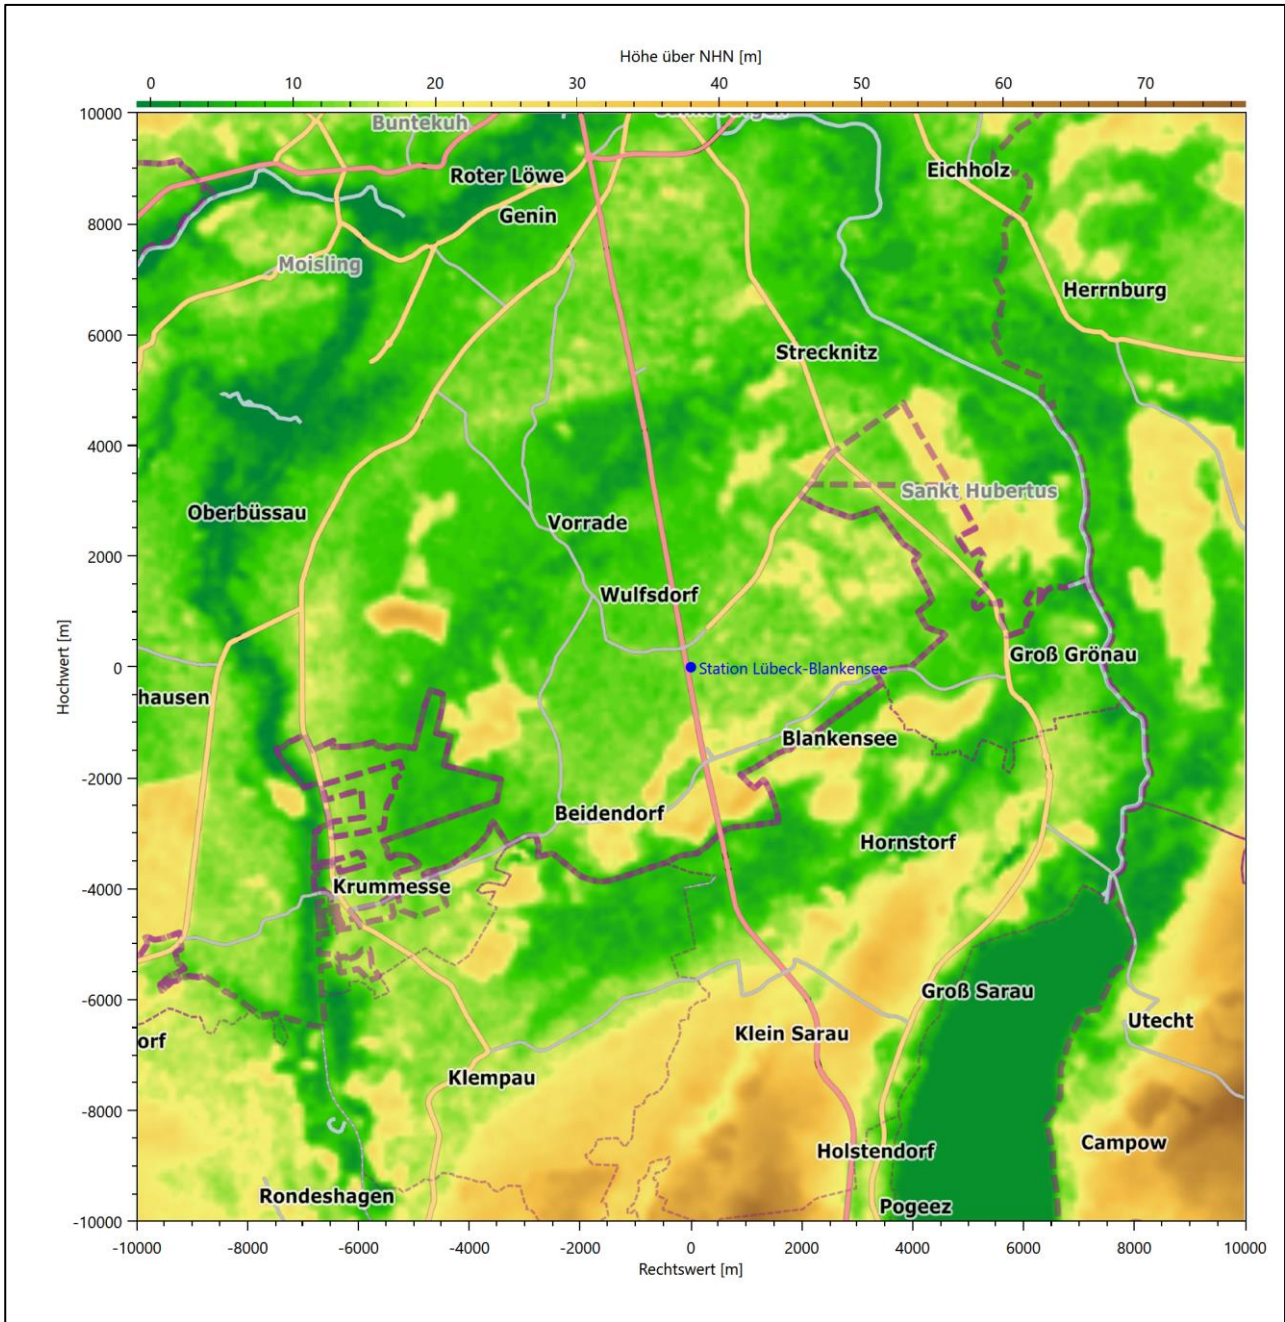 Höhe über NHN [m]
0 10 20 30 40 50 60 70
10000
Buntekuh
Roter Löwe
Eichholz
Genin
8000
Moisling
Herrnburg
6000
Strecknitz
4000
Sankt Hubertus
Oberbüssau
Vorrade
2000
Wulfsdorf
Groß Grönau
0
Station Lübeck-Blankensee
hausen
Hochwert [m]
Blankensee
-2000
Beidendorf
Hornstorf
Krummesse
-4000
Groß Sarau
-6000
Utecht
Klein Sarau
orf
Klempau
-8000
Campow
Holstendorf
Rondeshagen
Pogeez
-10000
-10000 -8000 -6000 -4000 -2000 0 2000 4000 6000 8000 10000
Rechtswert [m]